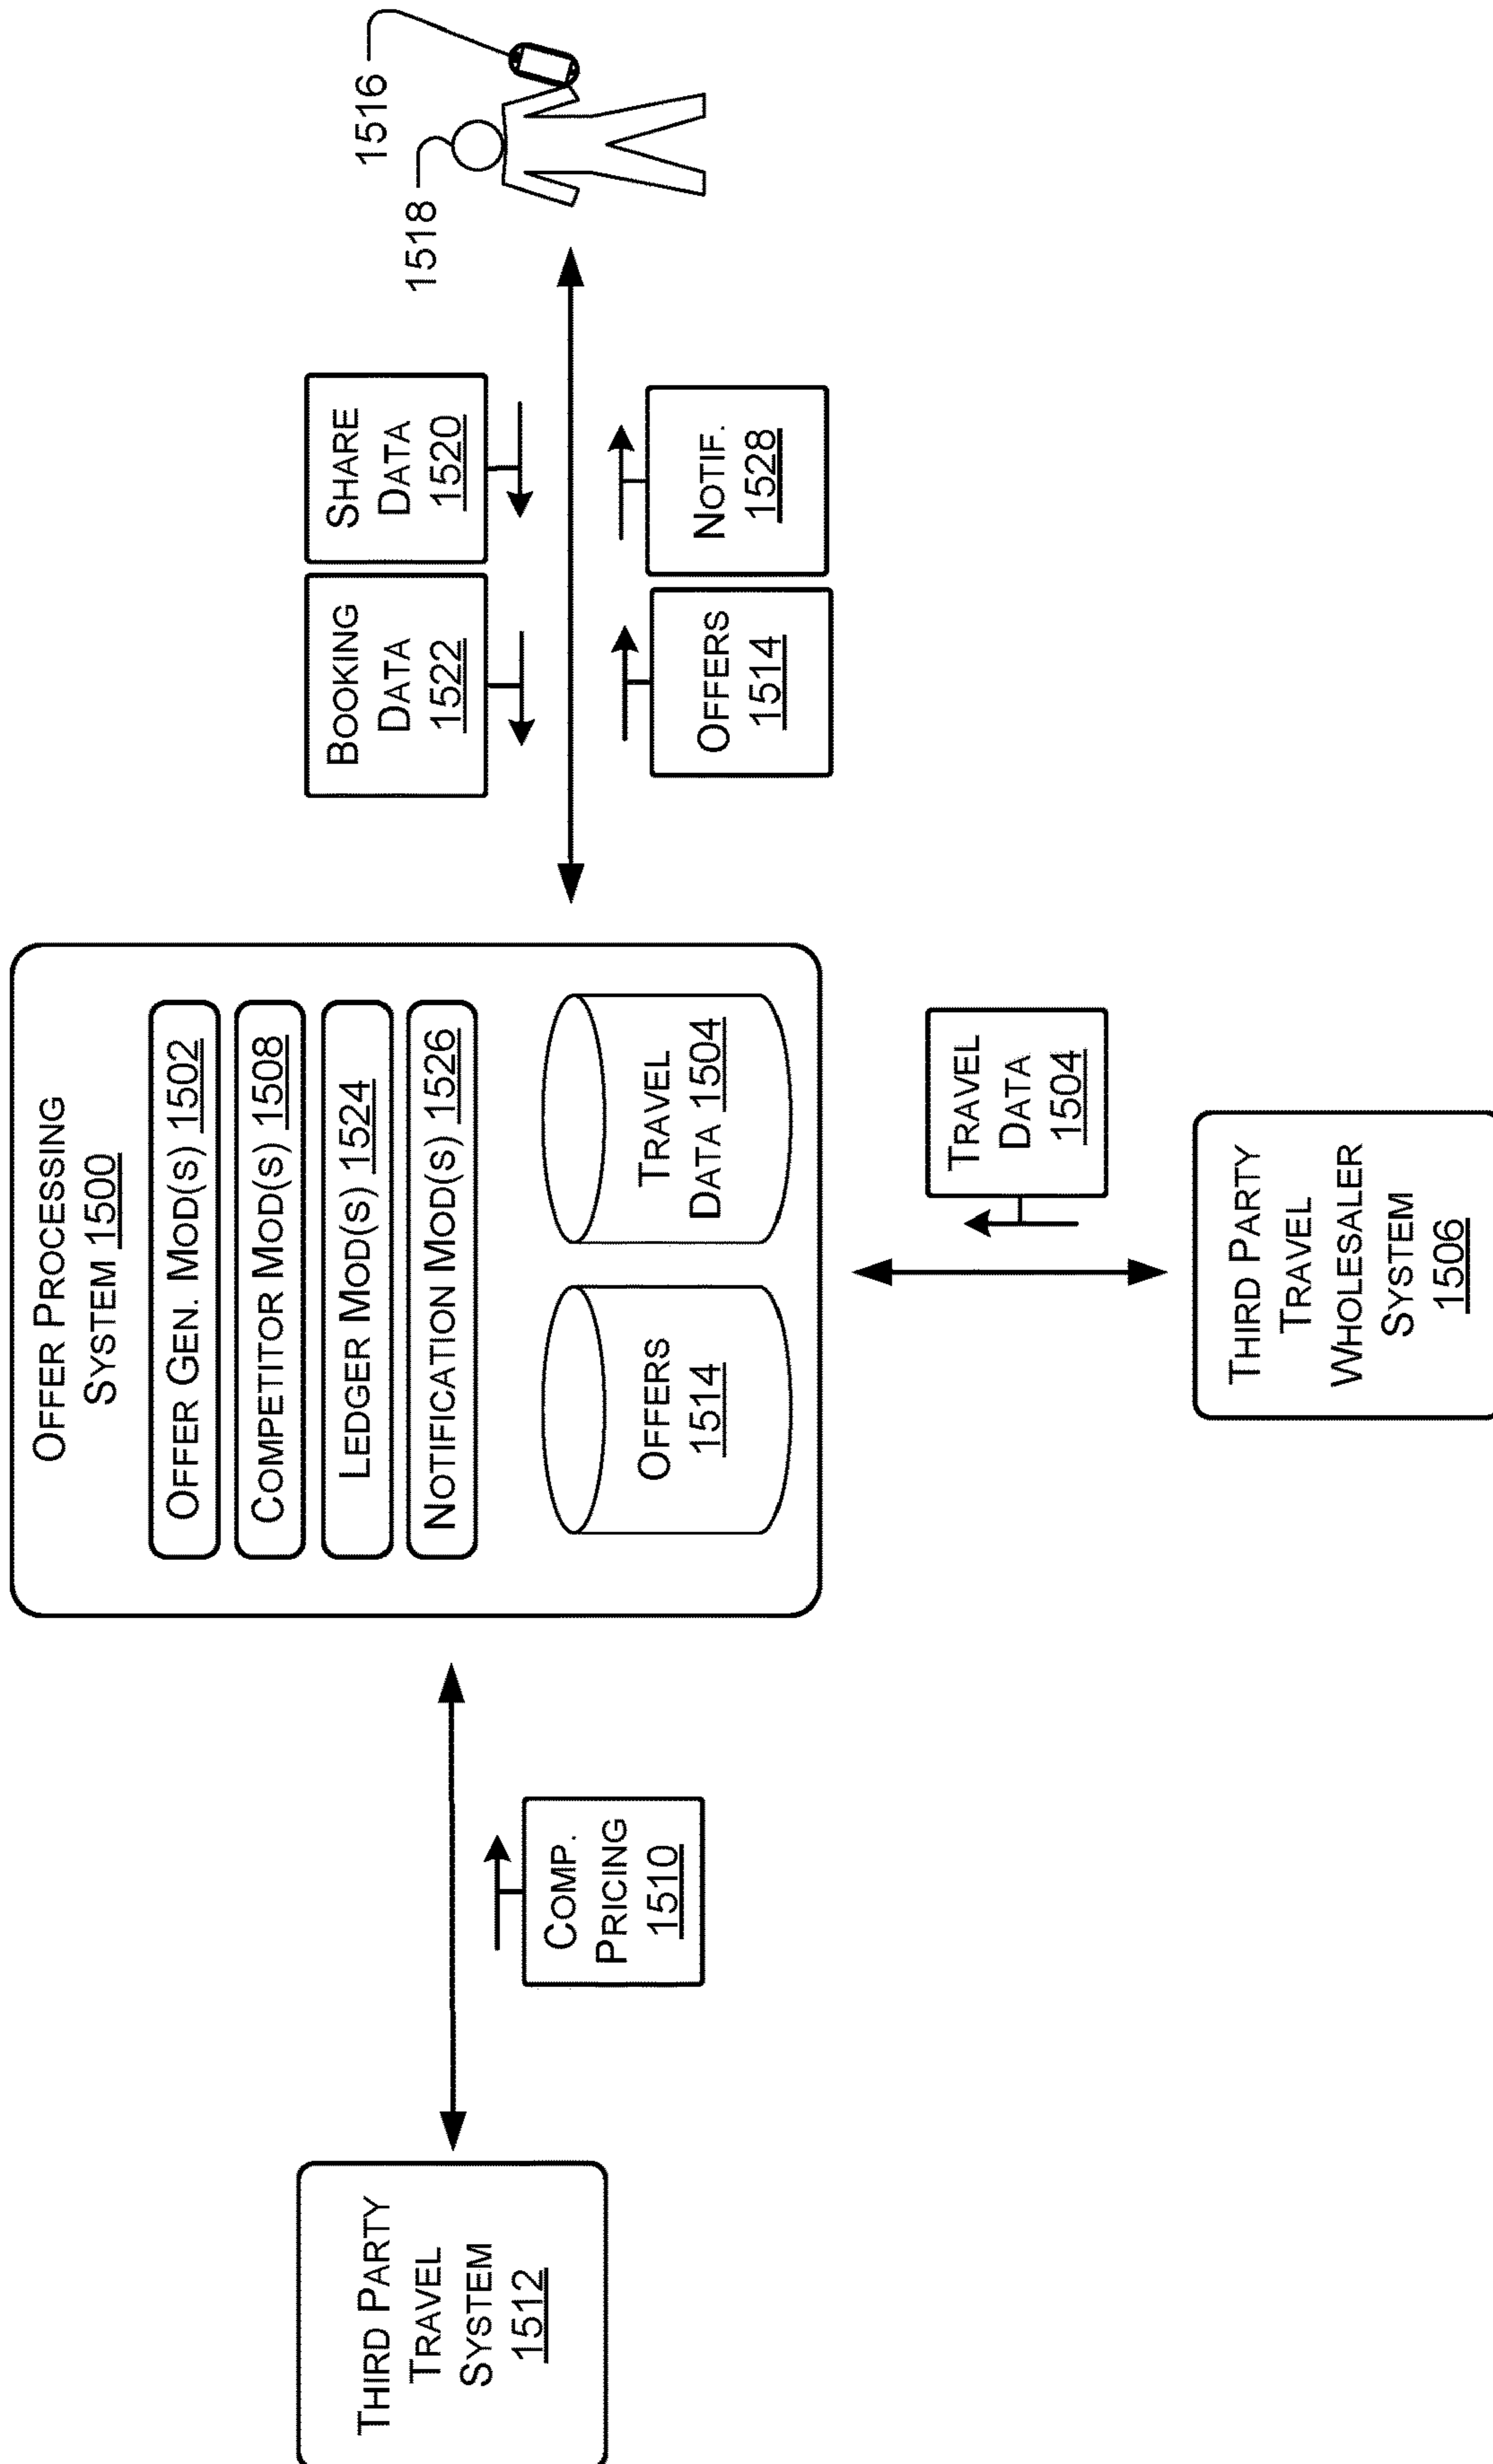 OFFER PROCESSING
SYSTEM 1500
OFFER GEN. MOD(S) 1502
COMPETITOR MOD(S) 1508
LEDGER MOD(S) 1524
NOTIFICATION MOD(S) 1526
OFFERS
1514
TRAVEL
DATA 1504
THIRD PARTY
TRAVEL
SYSTEM
1512
COMP.
PRICING
1510
BOOKING
DATA
1522
SHARE
DATA
1520
OFFERS
1514
NOTIF.
1528
1518
1516
TRAVEL
DATA
1504
THIRD PARTY
TRAVEL
WHOLESALER
SYSTEM
1506